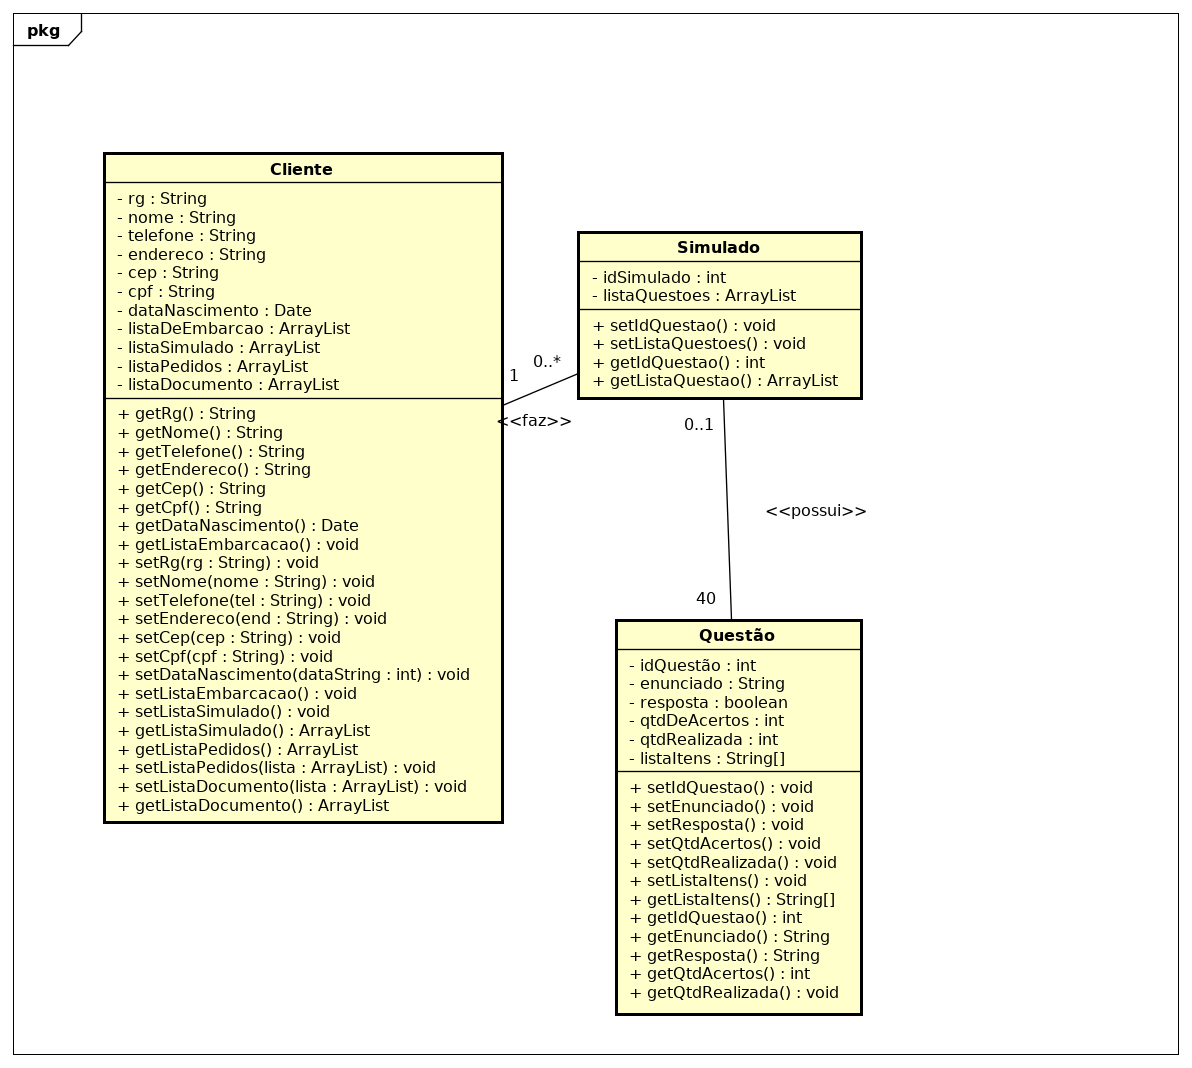 pkg
Cliente
- rg : String
- nome : String
- telefone : String
- endereco : String
- cep : String
- cpf : String
- dataNascimento : Date
- listaDeEmbarcao : ArrayList
- listaSimulado : ArrayList
- listaPedidos : ArrayList
- listaDocumento : ArrayList
+ getRg() : String
+ getNome() : String
+ getTelefone() : String
+ getEndereco() : String
+ getCep() : String
+ getCpf() : String
+ getDataNascimento() : Date
+ getListaEmbarcacao() : void
+ setRg(rg : String) : void
+ setNome(nome : String) : void
+ setTelefone(tel : String) : void
+ setEndereco(end : String) : void
+ setCep(cep : String) : void
+ setCpf(cpf : String) : void
+ setDataNascimento(dataString : int) : void
+ setListaEmbarcacao() : void
+ setListaSimulado() : void
+ getListaSimulado() : ArrayList
+ getListaPedidos() : ArrayList
+ setListaPedidos(lista : ArrayList) : void
+ setListaDocumento(lista : ArrayList) : void
+ getListaDocumento() : ArrayList
1
0..*
<<faz>>
Simulado
- idSimulado : int
- listaQuestoes : ArrayList
+ setIdQuestao() : void
+ setListaQuestoes() : void
+ getIdQuestao() : int
+ getListaQuestao() : ArrayList
0..1
<<possui>>
40
Questão
- idQuestão : int
- enunciado : String
- resposta : boolean
- qtdDeAcertos : int
- qtdRealizada : int
- listaItens : String[]
+ setIdQuestao() : void
+ setEnunciado() : void
+ setResposta() : void
+ setQtdAcertos() : void
+ setQtdRealizada() : void
+ setListaItens() : void
+ getListaItens() : String[]
+ getIdQuestao() : int
+ getEnunciado() : String
+ getResposta() : String
+ getQtdAcertos() : int
+ getQtdRealizada() : void